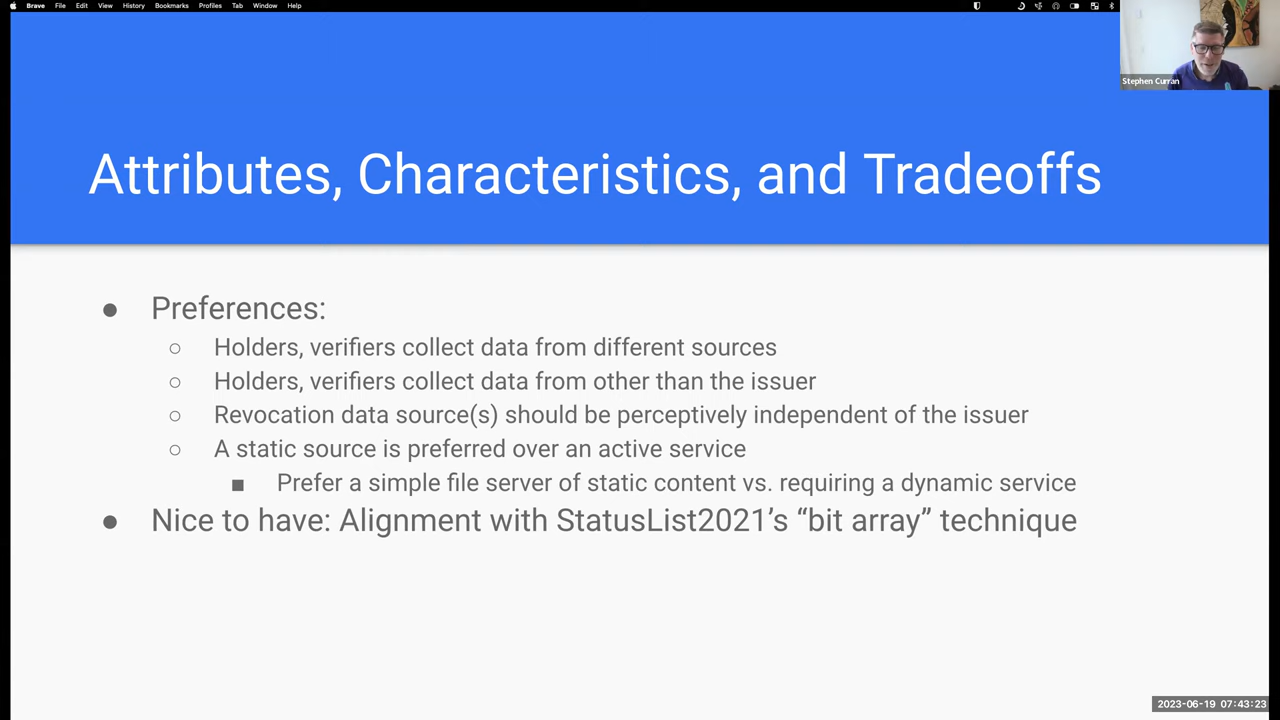 Brave File Edit View History Bookmarks Profiles Tab Window Help
Stephen Curran
Attributes, Characteristics, and Tradeoffs
● Preferences:
○ Holders, verifiers collect data from different sources
○ Holders, verifiers collect data from other than the issuer
○ Revocation data source(s) should be perceptively independent of the issuer
○ A static source is preferred over an active service
■ Prefer a simple file server of static content vs. requiring a dynamic service
● Nice to have: Alignment with StatusList2021’s “bit array” technique
2023-06-19 07:43:23